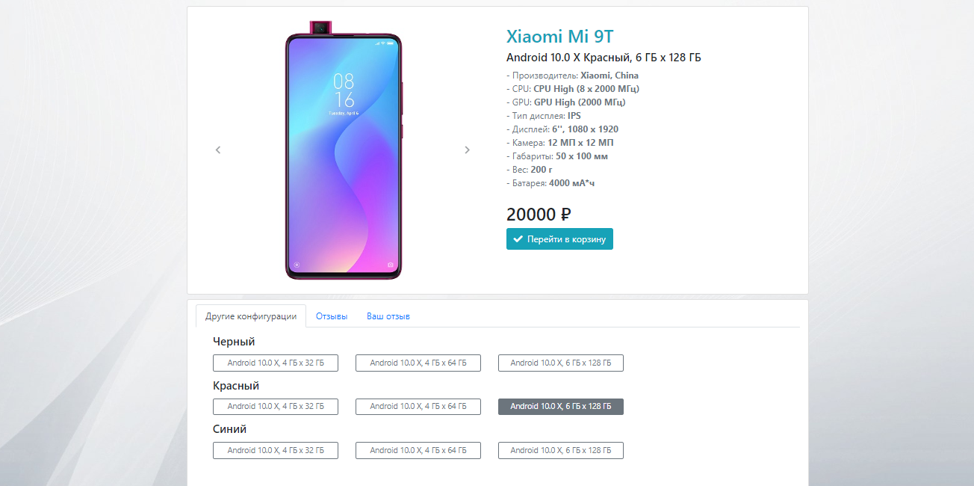 Xiaomi Mi 9T
Android 10.0 X Красный, 6 ГБ x 128 ГБ
- Производитель: Xiaomi, China
- CPU: CPU High (8 x 2000 МГц)
- GPU: GPU High (2000 МГц)
- Тип дисплея: IPS
- Дисплей: 6'', 1080 x 1920
- Камера: 12 МП x 12 МП
- Габариты: 50 x 100 мм
- Вес: 200 г
- Батарея: 4000 мА*ч
20000 ₽
Перейти в корзину
08
16
Tuesday, April 6
Другие конфигурации Отзывы Ваш отзыв
Черный
Android 10.0 X, 4 ГБ x 32 ГБ Android 10.0 X, 4 ГБ x 64 ГБ Android 10.0 X, 6 ГБ x 128 ГБ
Красный
Android 10.0 X, 4 ГБ x 32 ГБ Android 10.0 X, 4 ГБ x 64 ГБ Android 10.0 X, 6 ГБ x 128 ГБ
Синий
Android 10.0 X, 4 ГБ x 32 ГБ Android 10.0 X, 4 ГБ x 64 ГБ Android 10.0 X, 6 ГБ x 128 ГБ